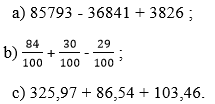 a) 85793 - 36841 + 3826 ;
b) 84/100 + 30/100 - 29/100 ;
c) 325,97 + 86,54 + 103,46.